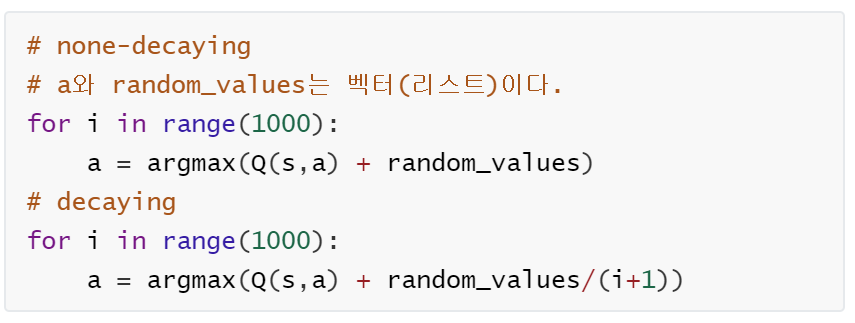 # none-decaying
# a와 random_values는 벡터(리스트)이다.
for i in range(1000):
    a = argmax(Q(s,a) + random_values)
# decaying
for i in range(1000):
    a = argmax(Q(s,a) + random_values/(i+1))